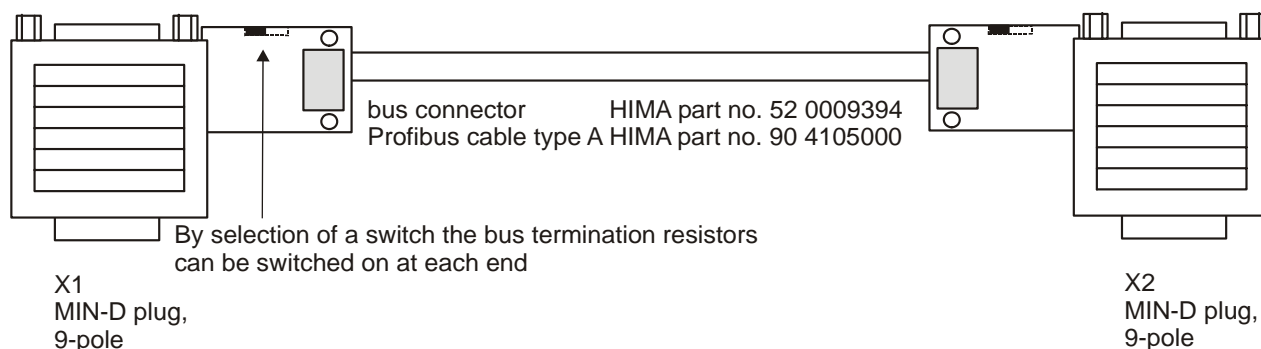 bus connector HIMA part no. 52 0009394
Profibus cable type A HIMA part no. 90 4105000
By selection of a switch the bus termination resistors
can be switched on at each end
X1
MIN-D plug,
9-pole
X2
MIN-D plug,
9-pole